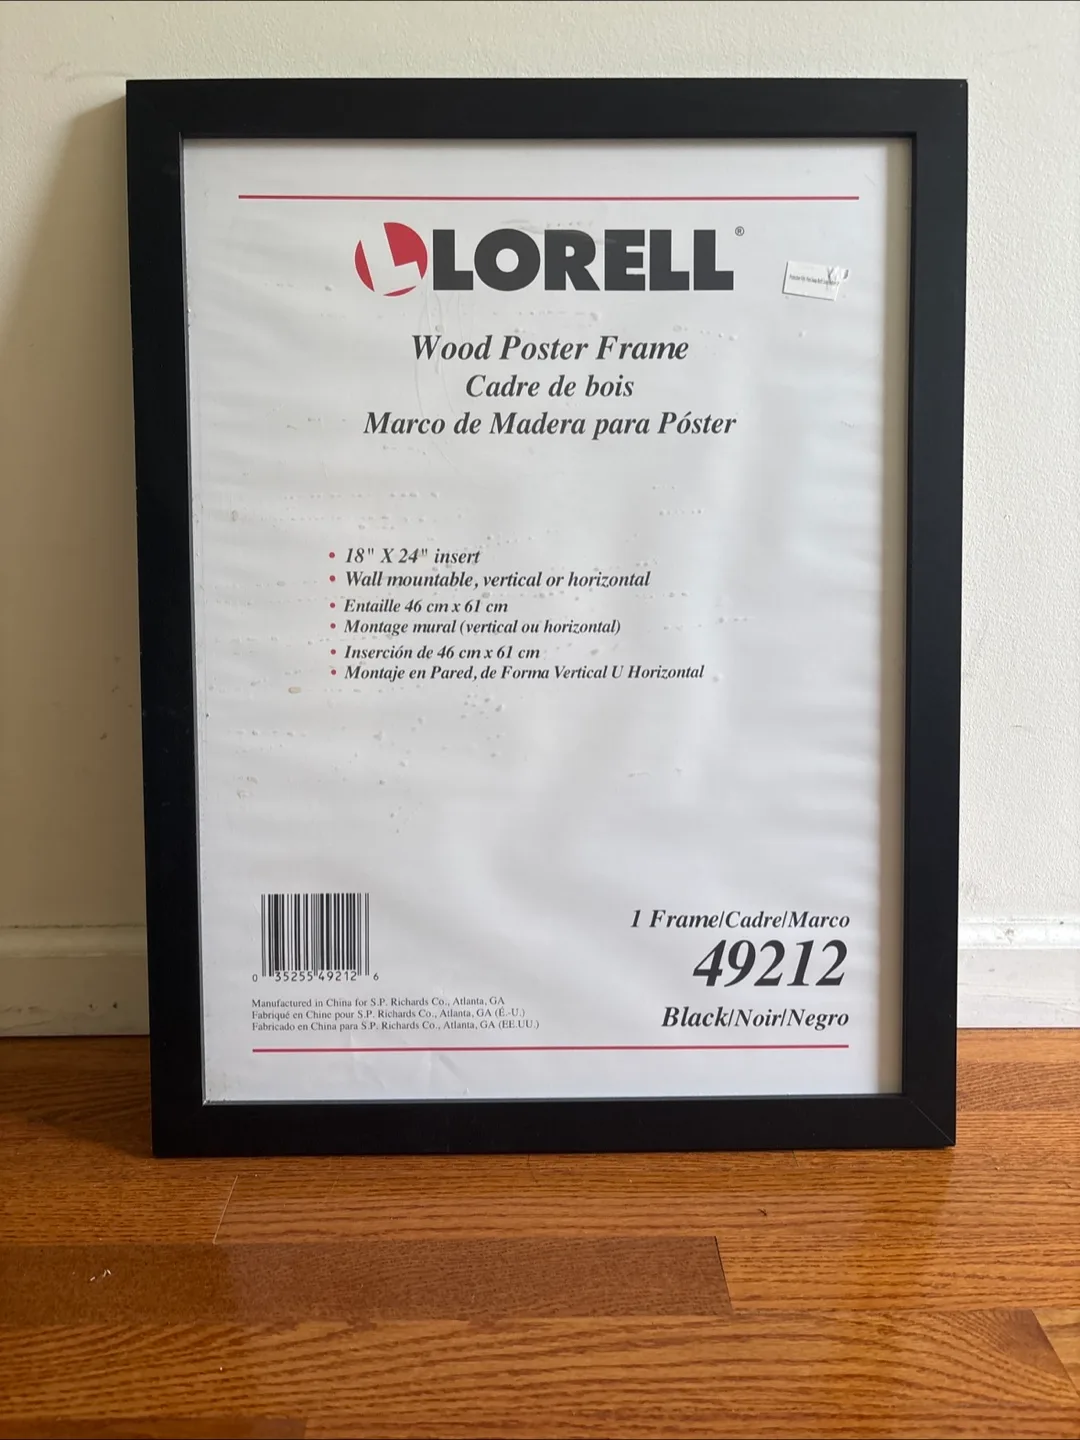 LORELL®
Wood Poster Frame
Cadre de bois
Marco de Madera para Póster
• 18" X 24" insert
• Wall mountable, vertical or horizontal
• Entaille 46 cm x 61 cm
• Montage mural (vertical ou horizontal)
• Inserción de 46 cm x 61 cm
• Montaje en Pared, de Forma Vertical U Horizontal
1 Frame/Cadre/Marco
49212
Black/Noir/Negro
0 35255 49212 6
Manufactured in China for S.P. Richards Co., Atlanta, GA
Fabriqué en Chine pour S.P. Richards Co., Atlanta, GA (É.-U.)
Fabricado en China para S.P. Richards Co., Atlanta, GA (EE.UU.)